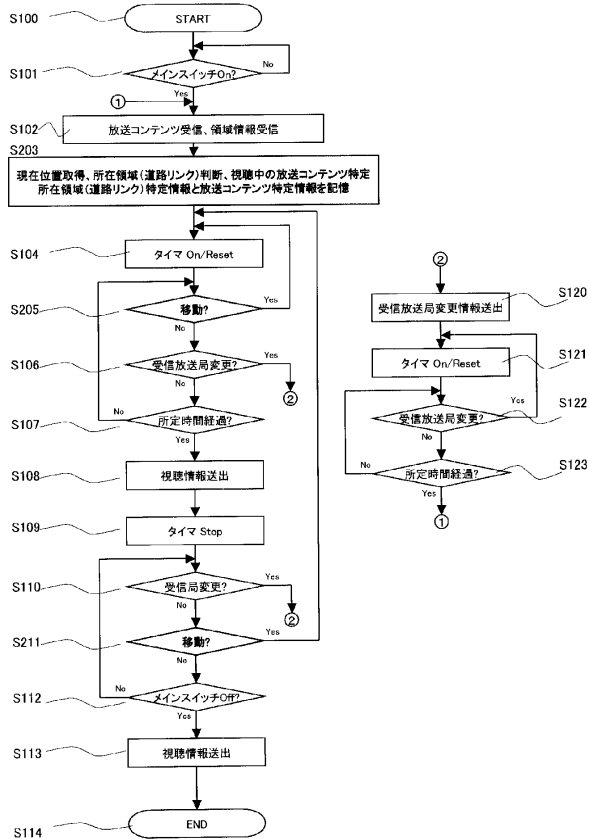 S100
START
S101
メインスイッチOn?
No
Yes
①
S102
放送コンテンツ受信、領域情報受信
S203
現在位置取得、所在領域(道路リンク)判断、視聴中の放送コンテンツ特定
所在領域(道路リンク)特定情報と放送コンテンツ特定情報を記憶
S104
タイマ On/Reset
S205
移動?
Yes
No
S106
受信放送局変更?
Yes
No
②
S107
所定時間経過?
No
Yes
S108
視聴情報送出
S109
タイマ Stop
S110
受信局変更?
Yes
No
②
S211
移動?
Yes
No
S112
メインスイッチOff?
No
Yes
S113
視聴情報送出
S114
END
②
S120
受信放送局変更情報送出
S121
タイマ On/Reset
S122
受信放送局変更?
Yes
No
S123
所定時間経過?
No
Yes
①